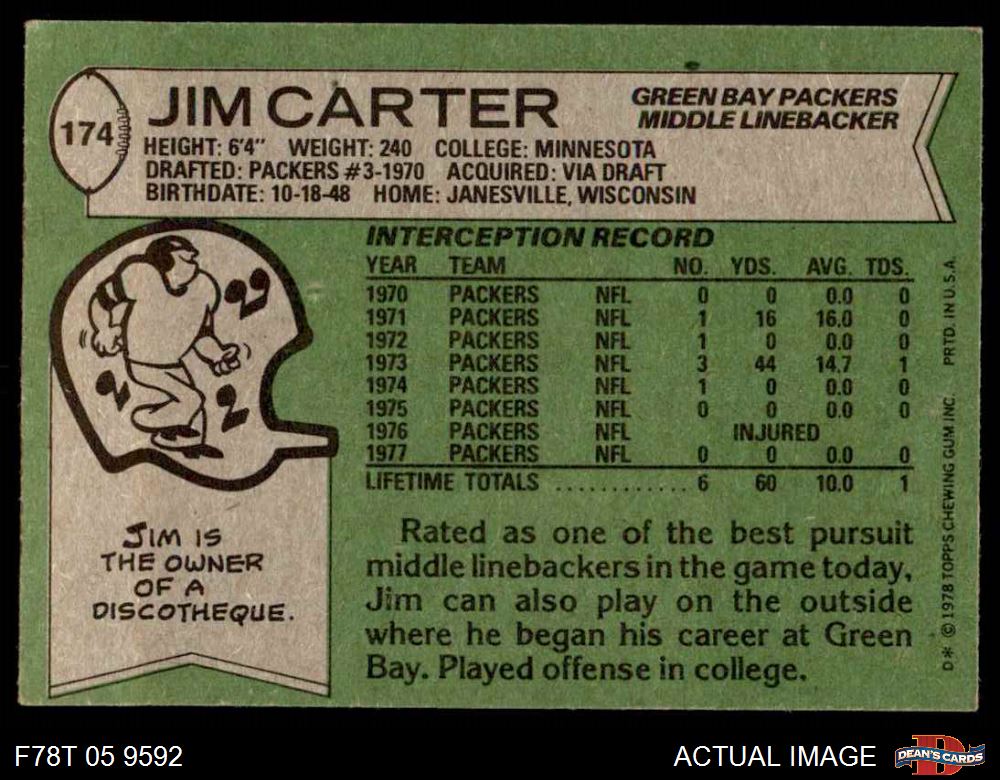 174
JIM CARTER
GREEN BAY PACKERS
MIDDLE LINEBACKER
HEIGHT: 6'4" WEIGHT: 240 COLLEGE: MINNESOTA
DRAFTED: PACKERS #3-1970 ACQUIRED: VIA DRAFT
BIRTHDATE: 10-18-48 HOME: JANESVILLE, WISCONSIN
INTERCEPTION RECORD
YEAR TEAM NO. YDS. AVG. TDS.
1970 PACKERS NFL 0 0 0.0 0
1971 PACKERS NFL 1 16 16.0 0
1972 PACKERS NFL 1 0 0.0 0
1973 PACKERS NFL 3 44 14.7 1
1974 PACKERS NFL 1 0 0.0 0
1975 PACKERS NFL 0 0 0.0 0
1976 PACKERS NFL INJURED
1977 PACKERS NFL 0 0 0.0 0
LIFETIME TOTALS ............ 6 60 10.0 1
JIM IS
THE OWNER
OF A
DISCOTHEQUE.
Rated as one of the best pursuit
middle linebackers in the game today,
Jim can also play on the outside
where he began his career at Green
Bay. Played offense in college.
D* © 1978 TOPPS CHEWING GUM INC. PRTD. IN U.S.A.
F78T 05 9592
ACTUAL IMAGE
D
DEAN'S CARDS